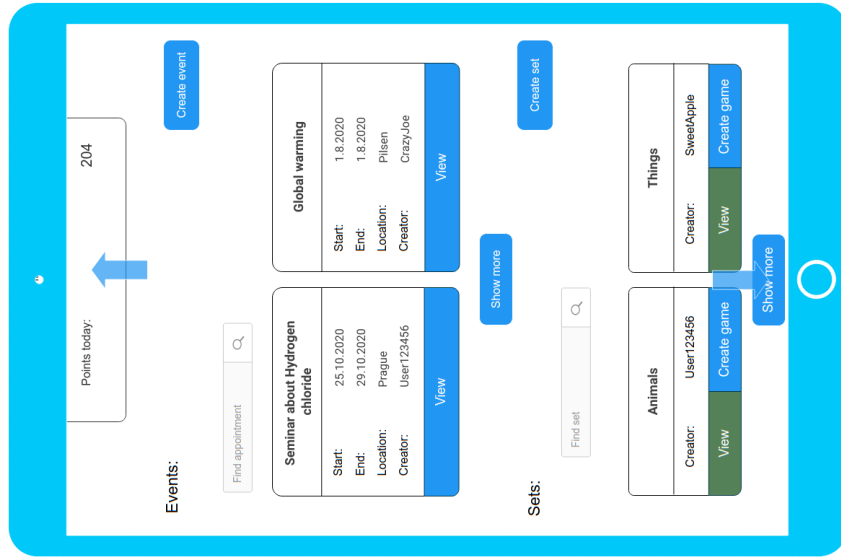 Points today: 204
Events: Create event
Find appointment
Seminar about Hydrogen
chloride
Start: 25.10.2020
End: 29.10.2020
Location: Prague
Creator: User123456
View
Global warming
Start: 1.8.2020
End: 1.8.2020
Location: Pilsen
Creator: CrazyJoe
View
Show more
Sets: Create set
Find set
Animals
Creator: User123456
View Create game
Things
Creator: SweetApple
View Create game
Show more